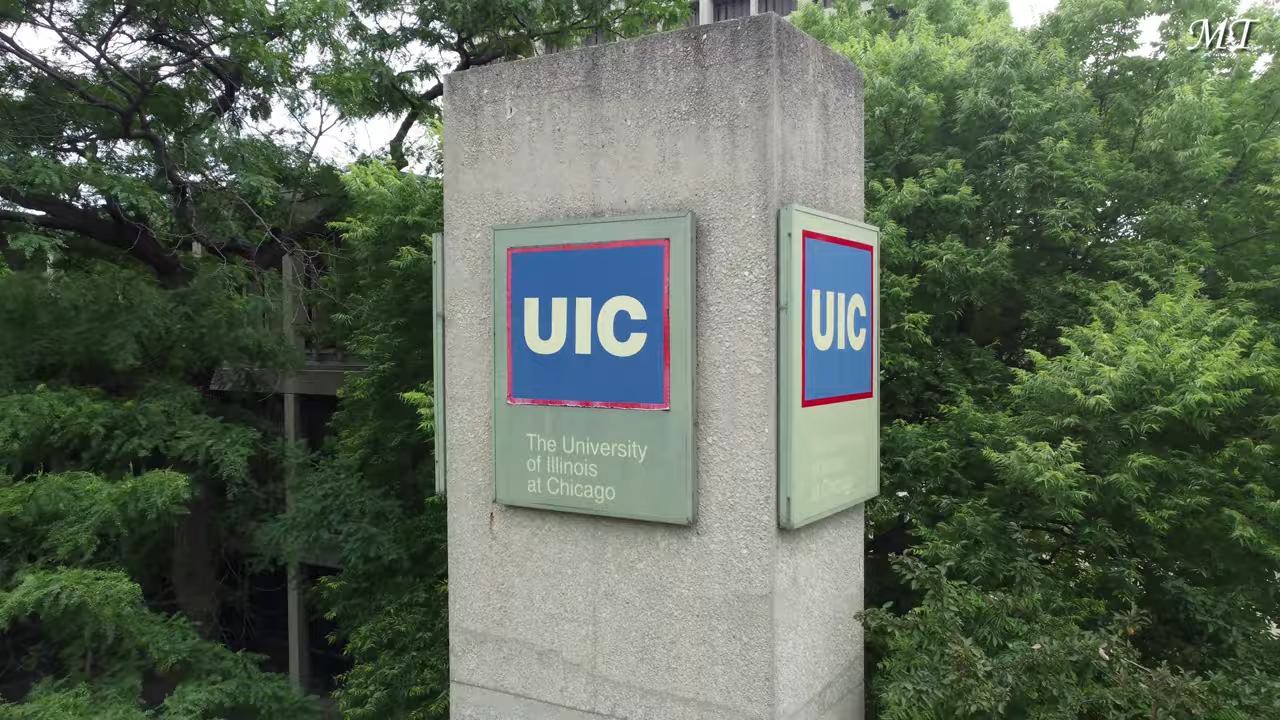 MT
UIC
The University
of Illinois
at Chicago
UIC